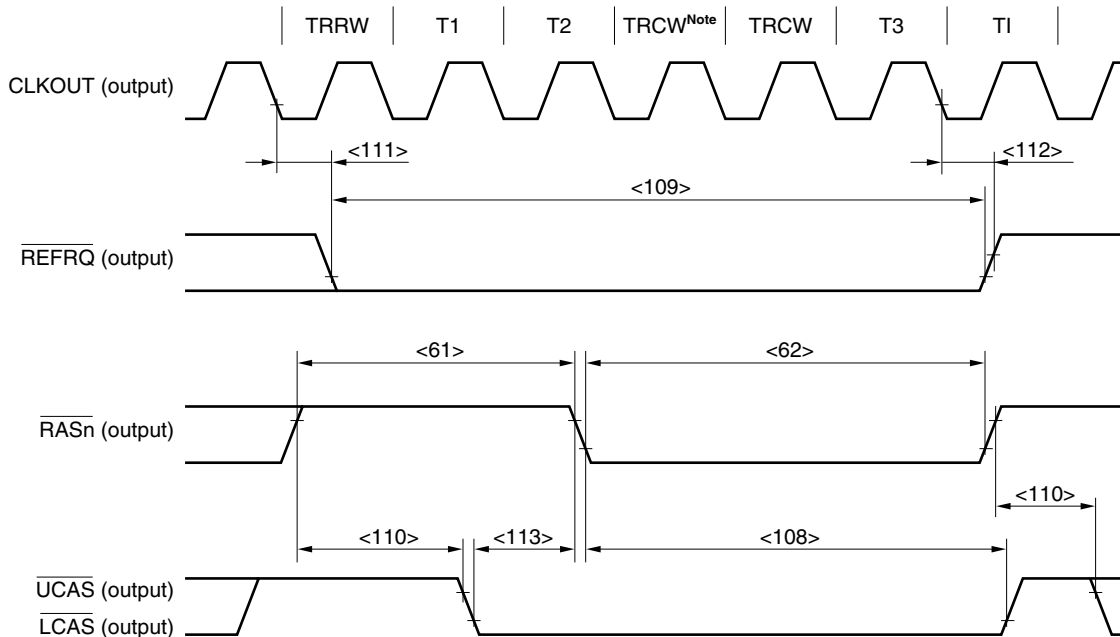 TRRW T1 T2 TRCWNote TRCW T3 TI
CLKOUT (output)
<111> <112>
<109>
REFRQ (output)
<61> <62>
RASn (output)
<110>
<110> <113> <108>
UCAS (output)
LCAS (output)